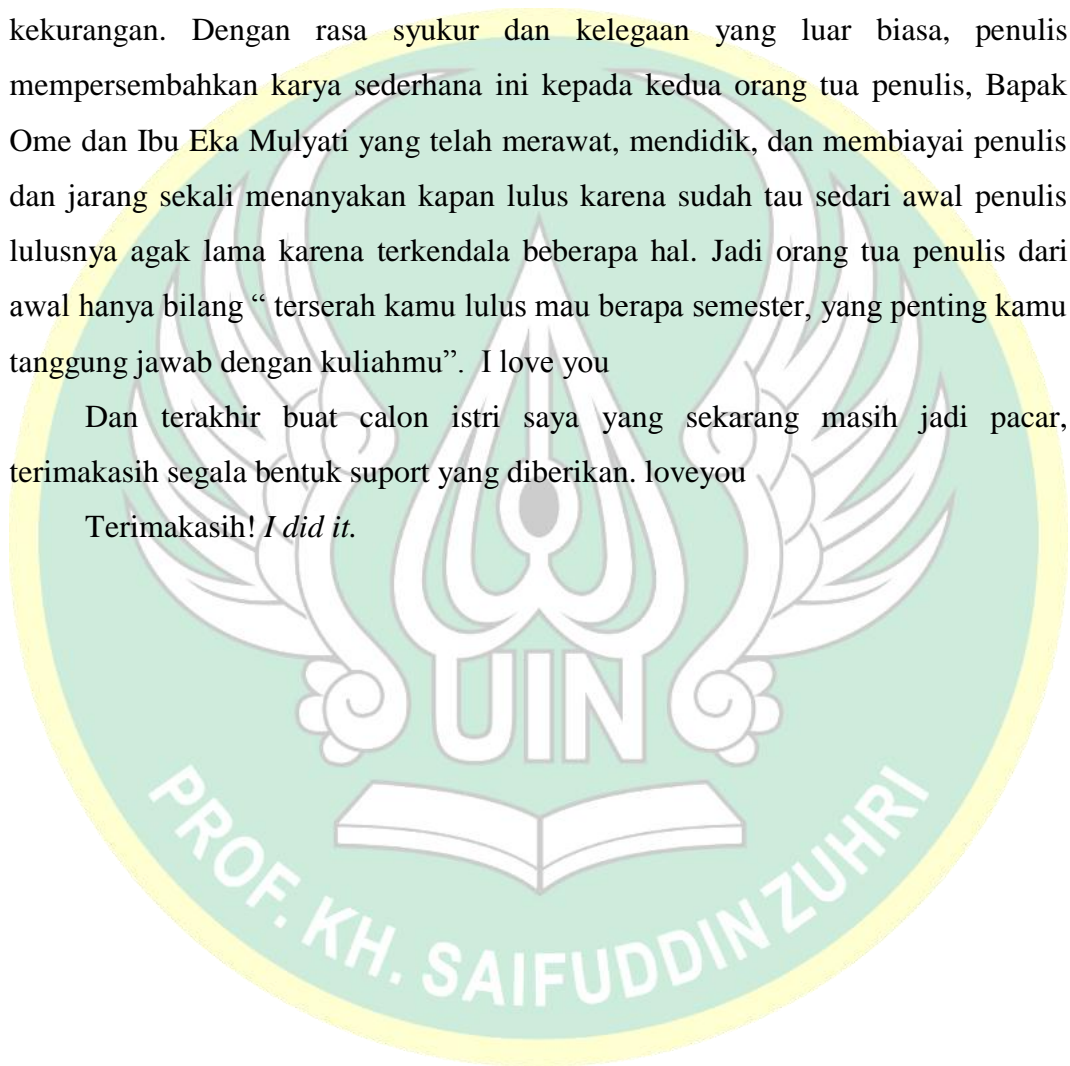 kekurangan. Dengan rasa syukur dan kelegaan yang luar biasa, penulis
mempersembahkan karya sederhana ini kepada kedua orang tua penulis, Bapak
Ome dan Ibu Eka Mulyati yang telah merawat, mendidik, dan membiayai penulis
dan jarang sekali menanyakan kapan lulus karena sudah tau sedari awal penulis
lulusnya agak lama karena terkendala beberapa hal. Jadi orang tua penulis dari
awal hanya bilang “ terserah kamu lulus mau berapa semester, yang penting kamu
tanggung jawab dengan kuliahmu”. I love you
Dan terakhir buat calon istri saya yang sekarang masih jadi pacar,
terimakasih segala bentuk suport yang diberikan. loveyou
Terimakasih! I did it.
UIN
PROF. KH. SAIFUDDIN ZUHRI